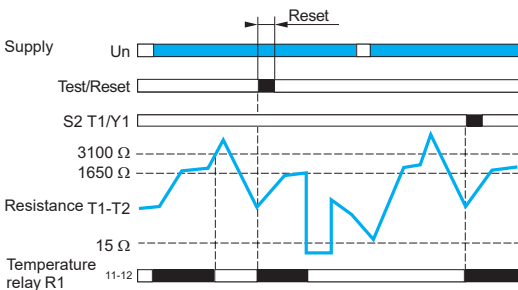 Reset
Supply Un
Test/Reset
S2 T1/Y1
3100 Ω
1650 Ω
Resistance T1-T2
15 Ω
Temperature
relay R1 11-12